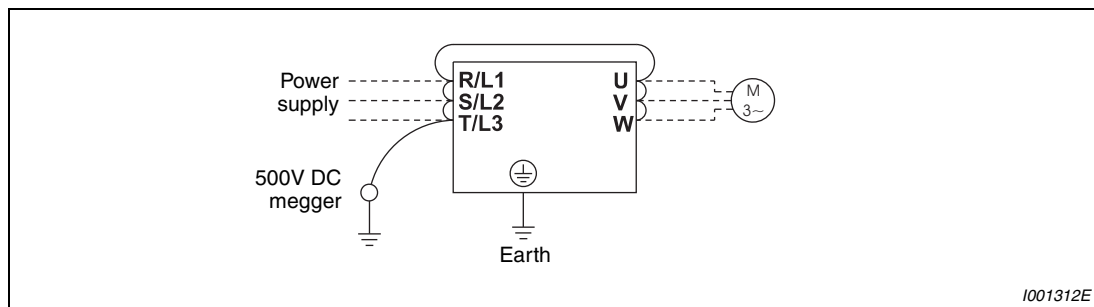 Power
supply
R/L1
S/L2
T/L3
U
V
W
M
3~
500V DC
megger
Earth
I001312E